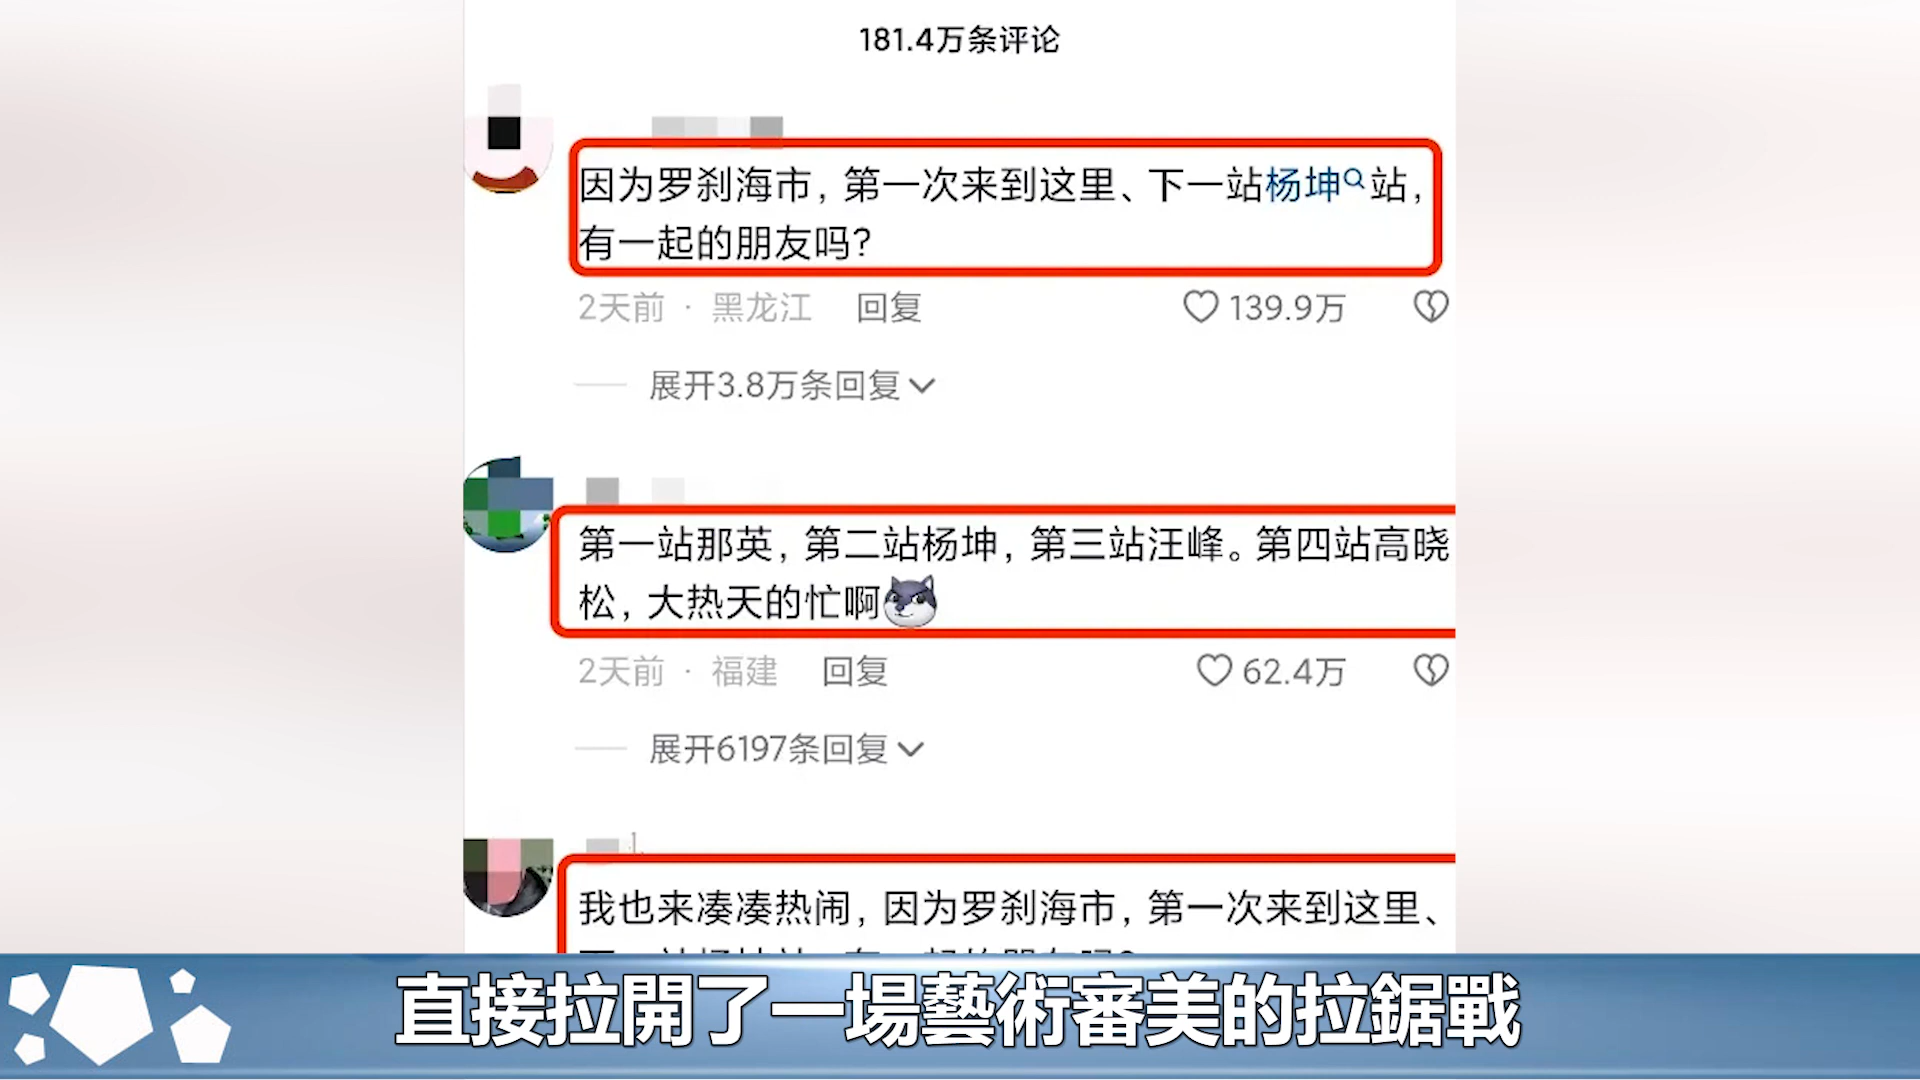 181.4万条评论
因为罗刹海市，第一次来到这里、下一站杨坤站，
有一起的朋友吗？
2天前 · 黑龙江 回复 139.9万
展开3.8万条回复
第一站那英，第二站杨坤，第三站汪峰。第四站高晓
松，大热天的忙啊
2天前 · 福建 回复 62.4万
展开6197条回复
我也来凑凑热闹，因为罗刹海市，第一次来到这里、
直接拉開了一場藝術審美的拉鋸戰